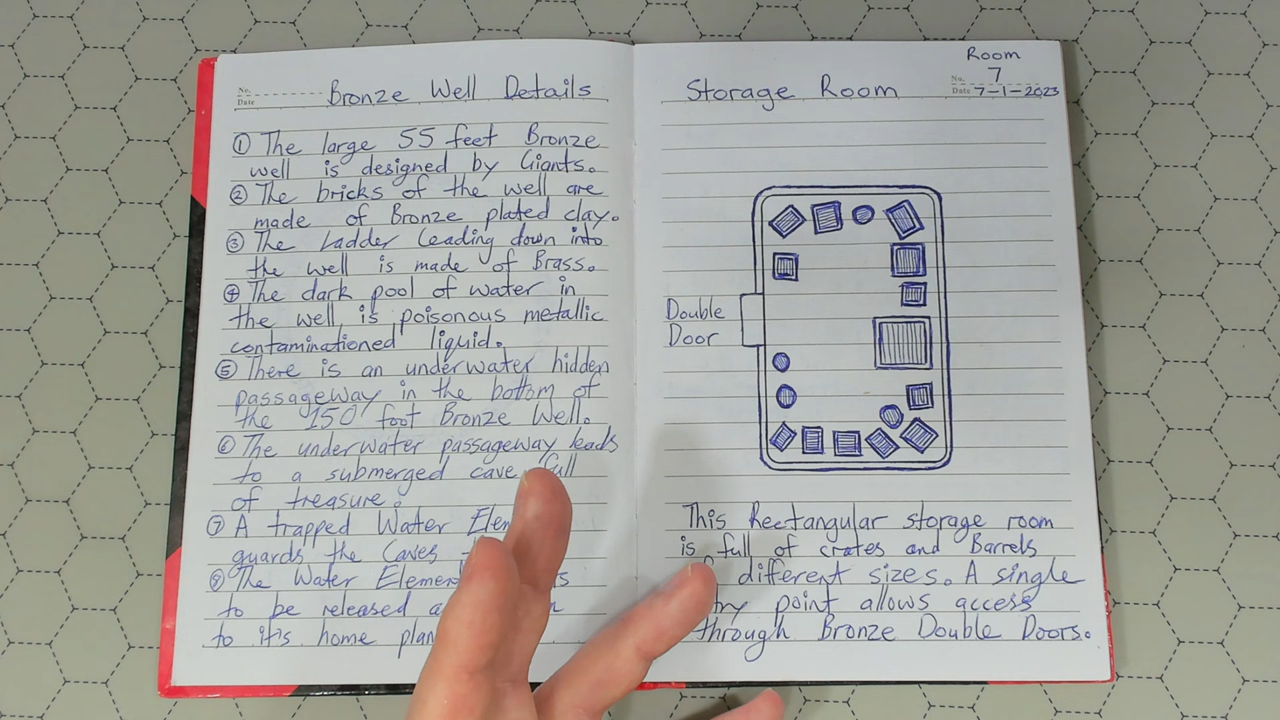 No.
Date
Bronze Well Details
① The large 55 feet Bronze
well is designed by Giants.
② The bricks of the well are
made of Bronze plated clay.
③ The Ladder leading down into
the well is made of Brass.
④ The dark pool of water in
the well is poisonous metallic
contaminationed liquid.
⑤ There is an underwater hidden
passageway in the bottom of
the 150 foot Bronze Well.
⑥ The underwater passageway leads
to a submerged cave full
of treasure.
⑦ A trapped Water
guards the Caves
⑧ The Water
to be released
to it's home
Room
No. 7
Date 7-1-2023
Storage Room
Double
Door
This Rectangular storage room
is full of crates and Barrels
different sizes. A single
point allows access
through Bronze Double Doors.